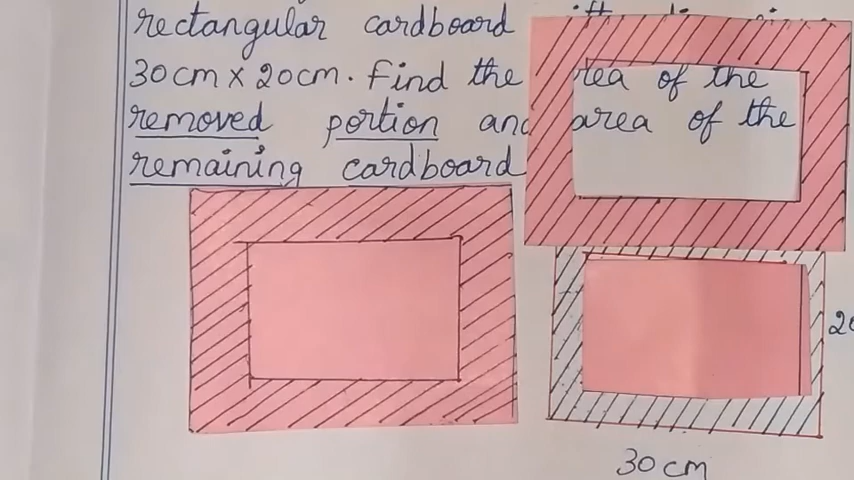 rectangular cardboard
30cm x 20cm. Find the rea of the
removed portion and area of the
remaining cardboard
20
30 cm